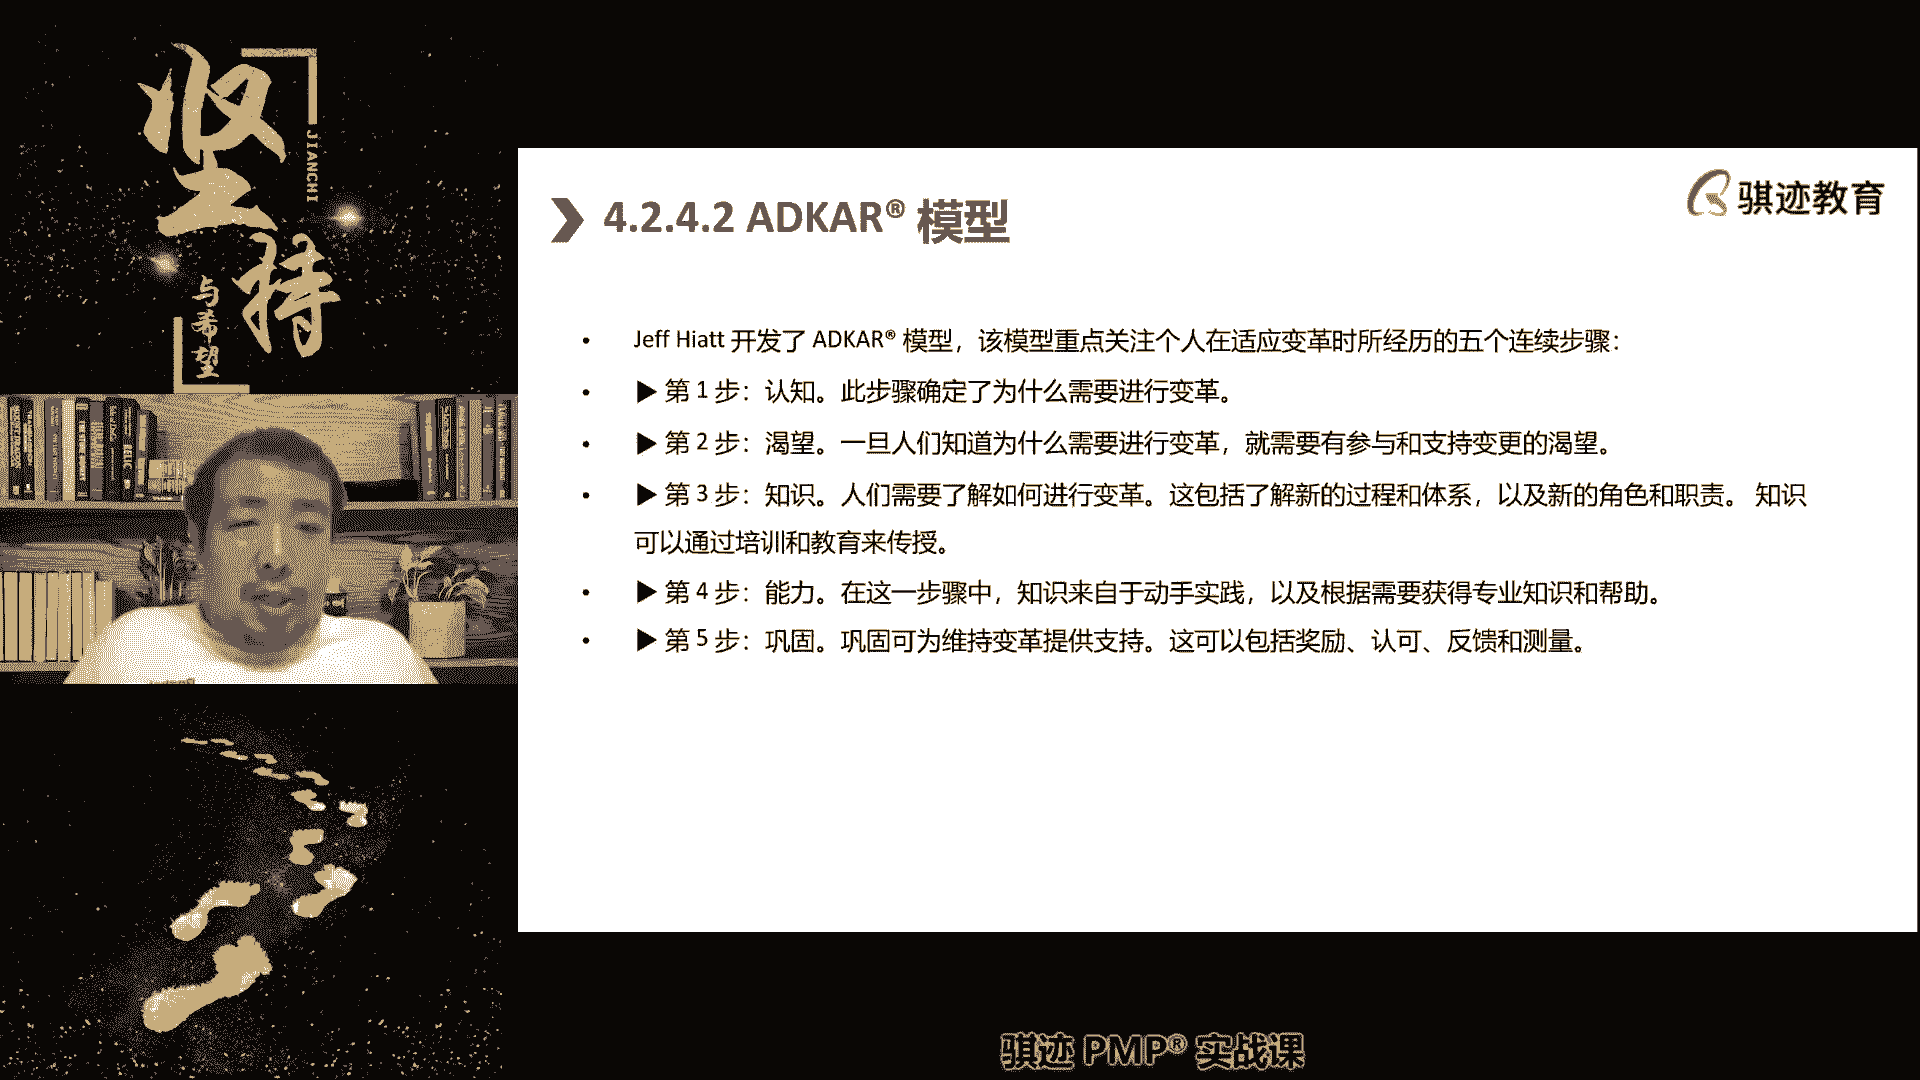 坚持
JIANCHI
与希望
骐迹教育
4.2.4.2 ADKAR® 模型
• Jeff Hiatt 开发了 ADKAR® 模型，该模型重点关注个人在适应变革时所经历的五个连续步骤：
• ▶ 第 1 步：认知。此步骤确定了为什么需要进行变革。
• ▶ 第 2 步：渴望。一旦人们知道为什么需要进行变革，就需要有参与和支持变更的渴望。
• ▶ 第 3 步：知识。人们需要了解如何进行变革。这包括了解新的过程和体系，以及新的角色和职责。 知识
可以通过培训和教育来传授。
• ▶ 第 4 步：能力。在这一步骤中，知识来自于动手实践，以及根据需要获得专业知识和帮助。
• ▶ 第 5 步：巩固。巩固可为维持变革提供支持。这可以包括奖励、认可、反馈和测量。
骐迹 PMP® 实战课